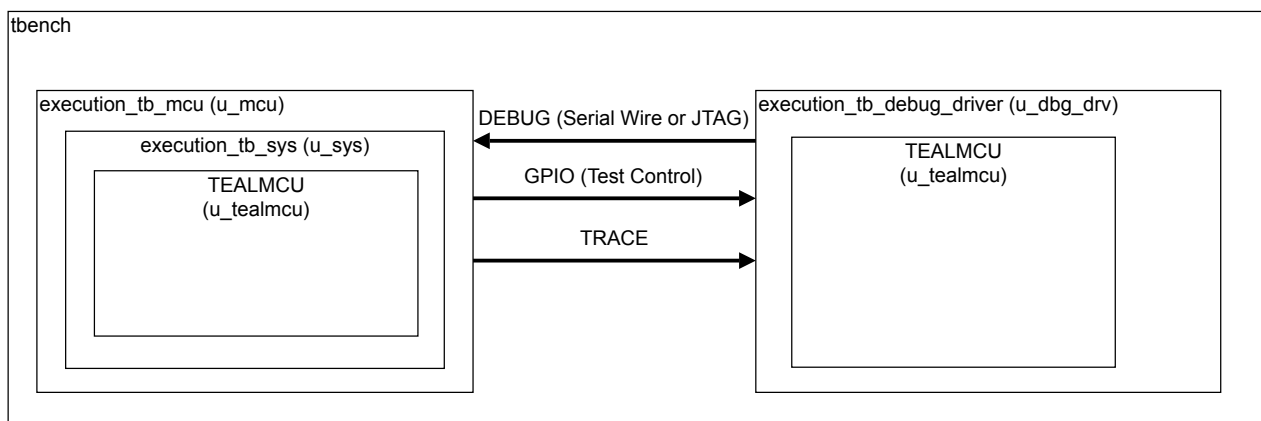 tbench
execution_tb_mcu (u_mcu)
execution_tb_sys (u_sys)
TEALMCU
(u_tealmcu)
DEBUG (Serial Wire or JTAG)
GPIO (Test Control)
TRACE
execution_tb_debug_driver (u_dbg_drv)
TEALMCU
(u_tealmcu)